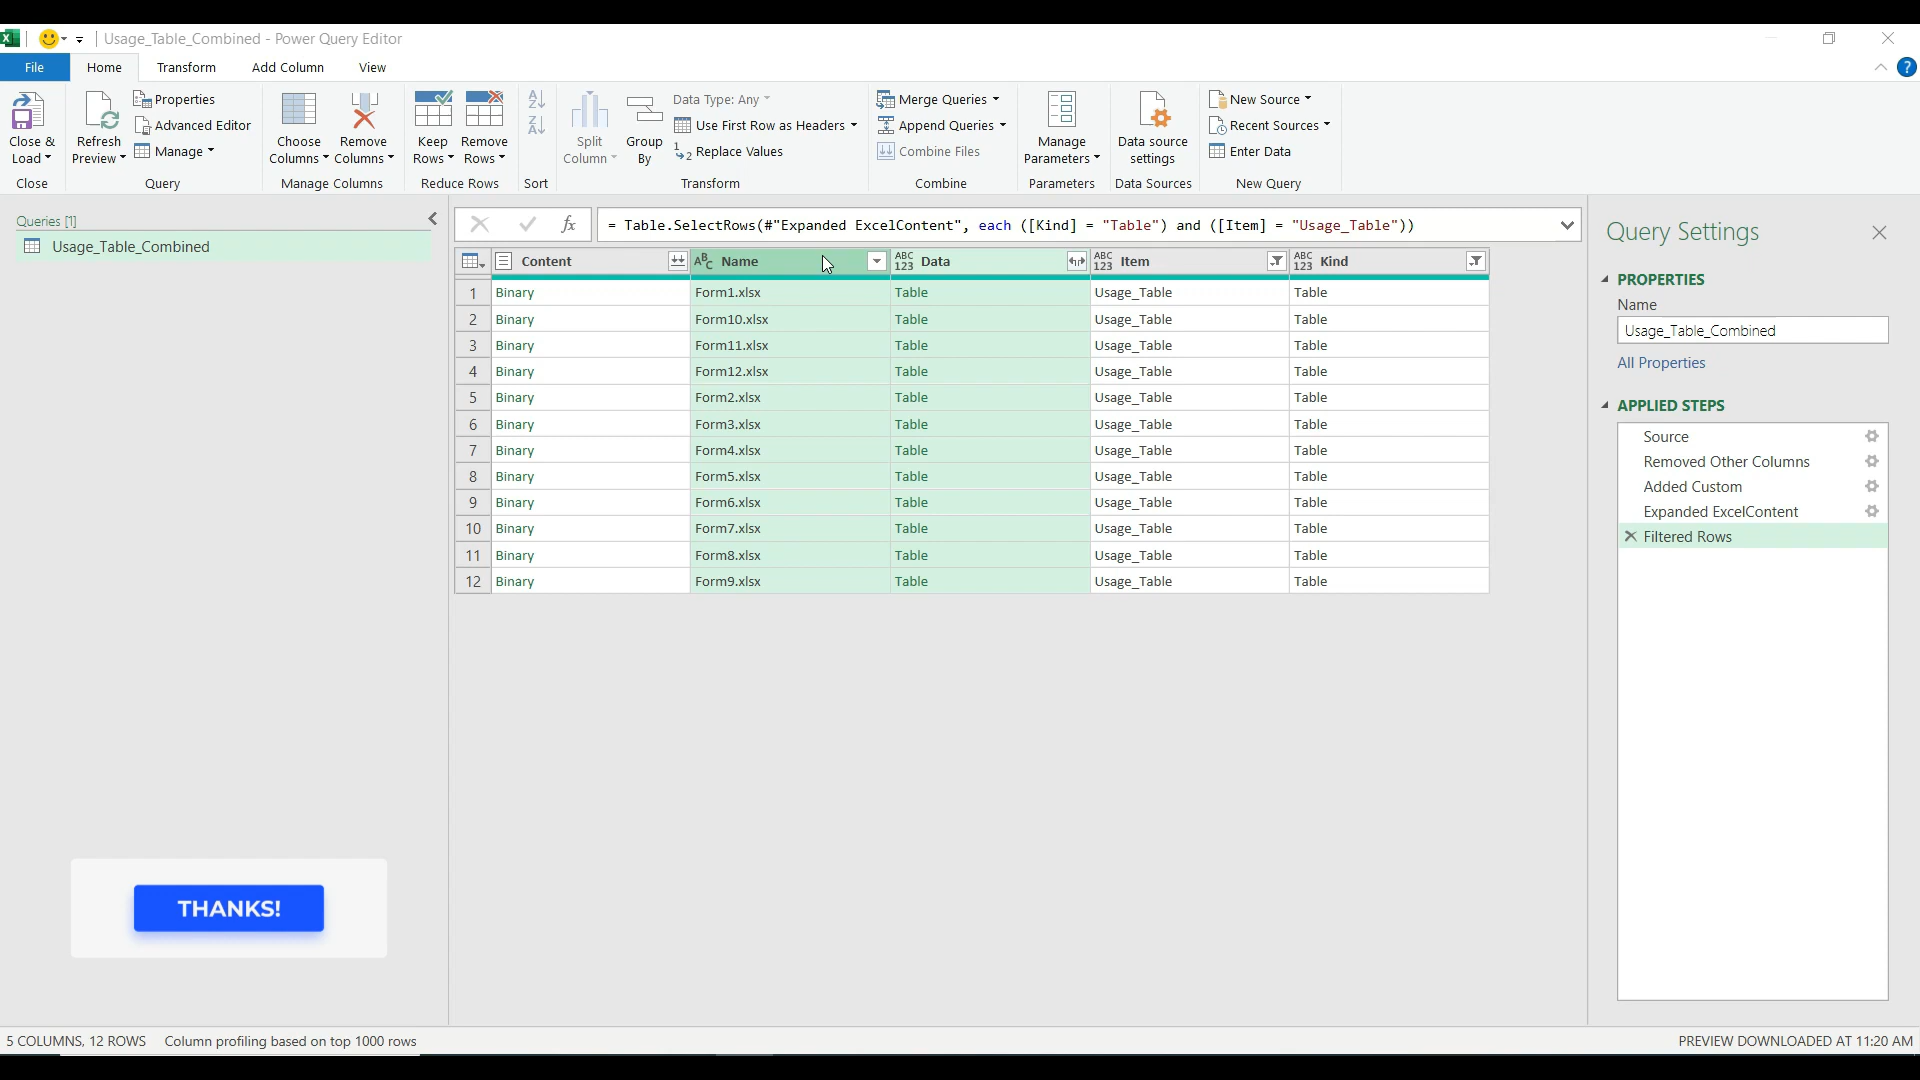 Usage_Table_Combined - Power Query Editor
File Home Transform Add Column View
Close & Load
Close
Refresh Preview
Properties
Advanced Editor
Manage
Query
Choose Columns
Remove Columns
Manage Columns
Keep Rows
Remove Rows
Reduce Rows
Sort
Split Column
Group By
Data Type: Any
Use First Row as Headers
Replace Values
Transform
Merge Queries
Append Queries
Combine Files
Combine
Manage Parameters
Parameters
Data source settings
Data Sources
New Source
Recent Sources
Enter Data
New Query
Queries [1]
Usage_Table_Combined
fx = Table.SelectRows(#"Expanded ExcelContent", each ([Kind] = "Table") and ([Item] = "Usage_Table"))
Content ABC Name ABC 123 Data ABC 123 Item ABC 123 Kind
1 Binary Form1.xlsx Table Usage_Table Table
2 Binary Form10.xlsx Table Usage_Table Table
3 Binary Form11.xlsx Table Usage_Table Table
4 Binary Form12.xlsx Table Usage_Table Table
5 Binary Form2.xlsx Table Usage_Table Table
6 Binary Form3.xlsx Table Usage_Table Table
7 Binary Form4.xlsx Table Usage_Table Table
8 Binary Form5.xlsx Table Usage_Table Table
9 Binary Form6.xlsx Table Usage_Table Table
10 Binary Form7.xlsx Table Usage_Table Table
11 Binary Form8.xlsx Table Usage_Table Table
12 Binary Form9.xlsx Table Usage_Table Table
Query Settings
PROPERTIES
Name
Usage_Table_Combined
All Properties
APPLIED STEPS
Source
Removed Other Columns
Added Custom
Expanded ExcelContent
Filtered Rows
THANKS!
5 COLUMNS, 12 ROWS Column profiling based on top 1000 rows
PREVIEW DOWNLOADED AT 11:20 AM